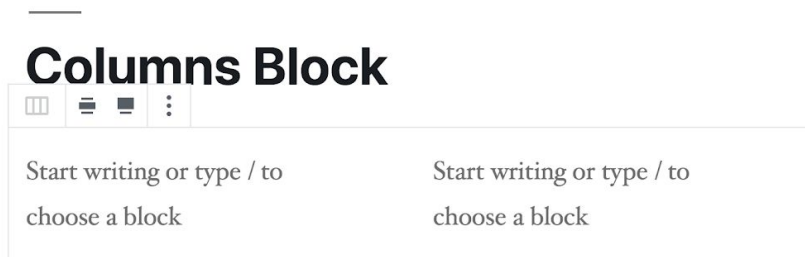 Columns Block
Start writing or type / to
choose a block
Start writing or type / to
choose a block